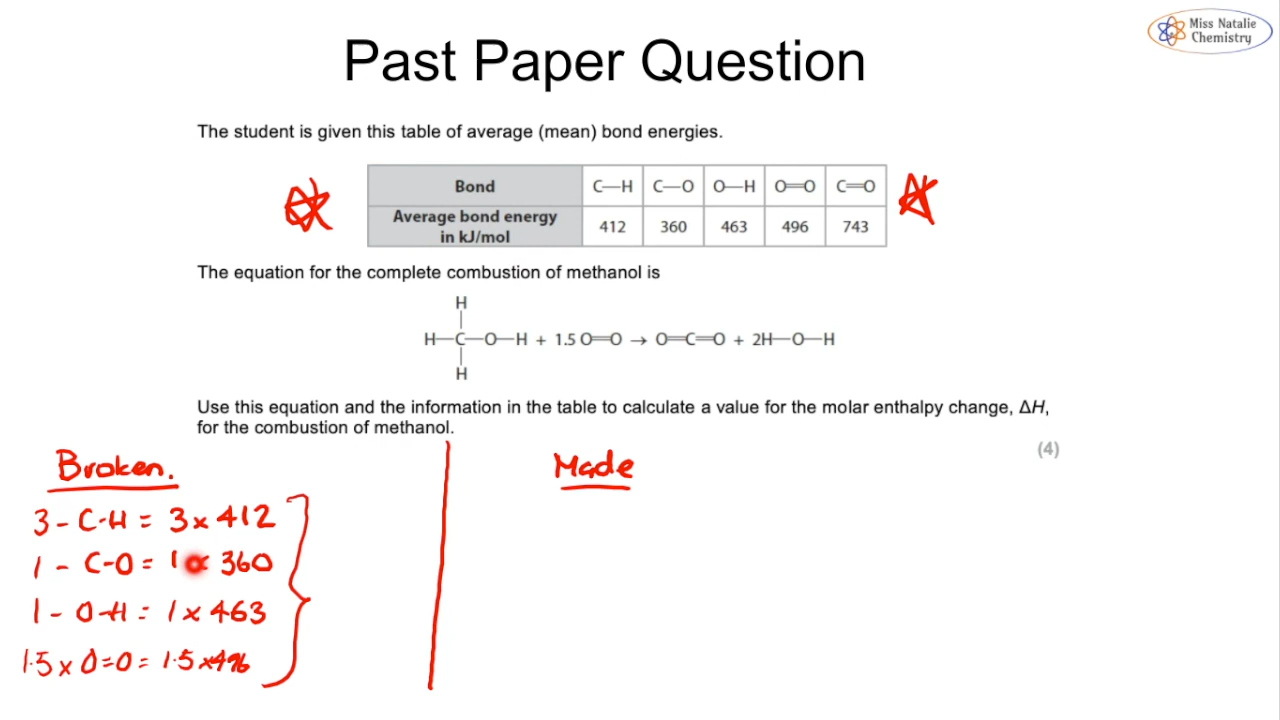 Miss Natalie
Chemistry
Past Paper Question
The student is given this table of average (mean) bond energies.
Bond C—H C—O O—H O=O C=O
Average bond energy
in kJ/mol 412 360 463 496 743
The equation for the complete combustion of methanol is
H
H—C—O—H + 1.5 O=O → O=C=O + 2H—O—H
H
Use this equation and the information in the table to calculate a value for the molar enthalpy change, ΔH,
for the combustion of methanol.
(4)
Broken.
3 - C-H = 3 x 412
1 - C-O = 1 x 360
1 - O-H = 1 x 463
1.5 x O=O = 1.5 x 496
Made